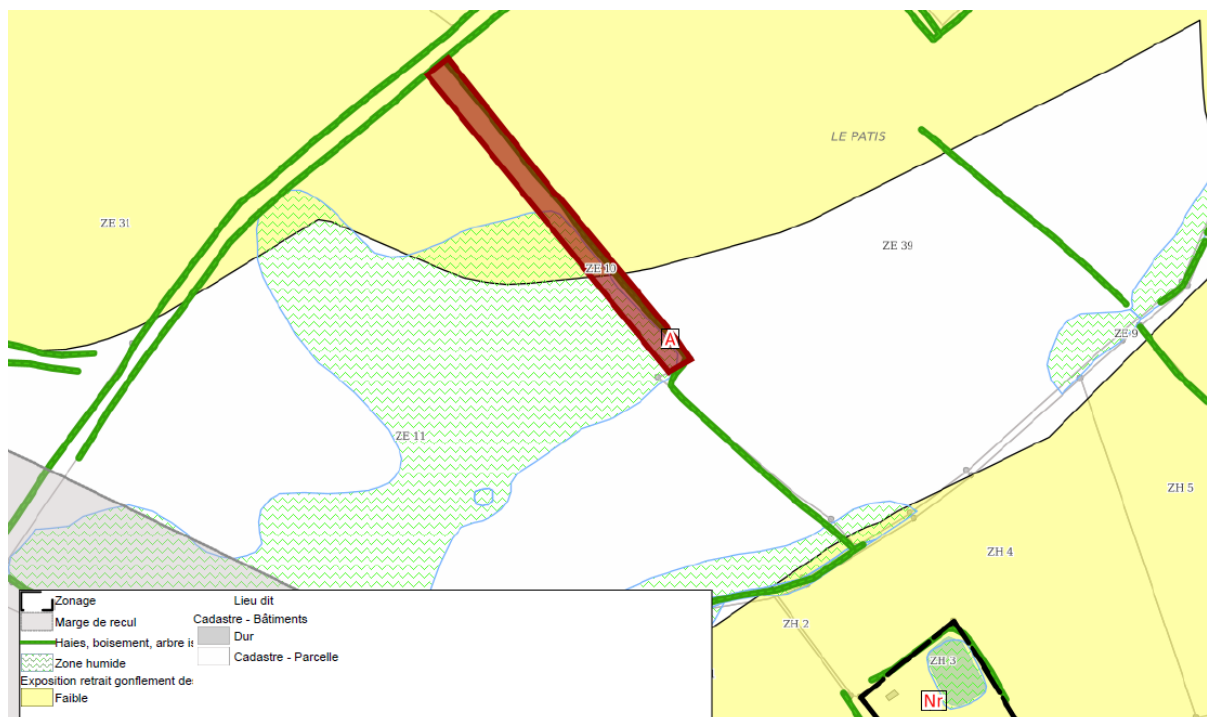 LE PATIS
ZE 31
ZE 39
ZE 10
A
ZE 9
ZE 11
ZH 5
ZH 4
ZH 2
ZH 3
Nr
Zonage
Lieu dit
Marge de recul
Cadastre - Bâtiments
Dur
Haies, boisement, arbre is
Cadastre - Parcelle
Zone humide
Exposition retrait gonflement des
Faible